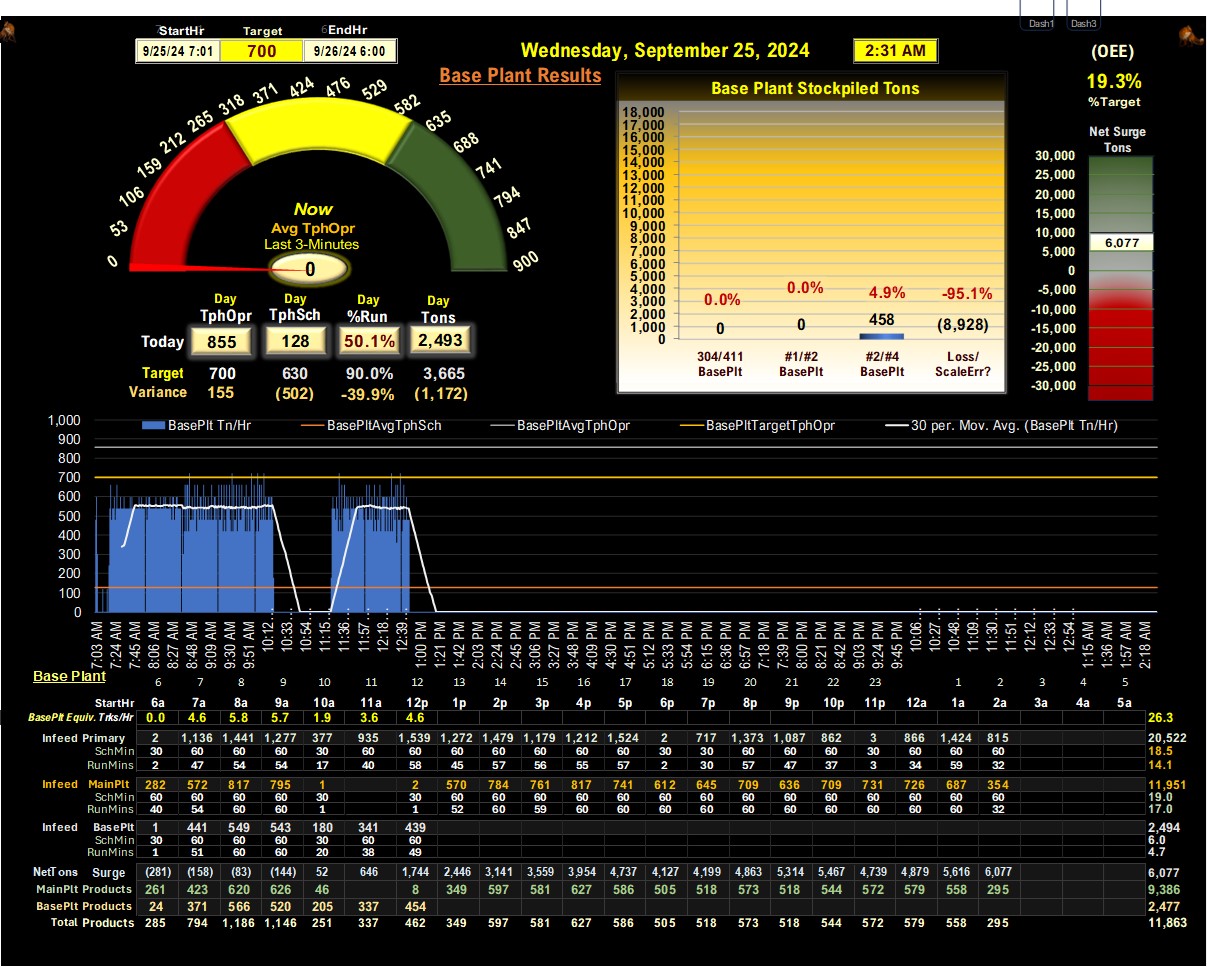 Dash1 Dash3
StartHr Target EndHr
9/25/24 7:01 700 9/26/24 6:00
Wednesday, September 25, 2024 2:31 AM
Base Plant Results
(OEE)
19.3%
%Target
Net Surge
Tons
30,000
25,000
20,000
15,000
10,000
6,077
5,000
0
-5,000
-10,000
-15,000
-20,000
-25,000
-30,000
0 53 106 159 212 265 318 371 424 476 529 582 635 688 741 794 847 900
Now
Avg TphOpr
Last 3-Minutes
0
Base Plant Stockpiled Tons
18,000
17,000
16,000
15,000
14,000
13,000
12,000
11,000
10,000
9,000
8,000
7,000
6,000
5,000
4,000
3,000
2,000
1,000
0
0.0% 0.0% 4.9% -95.1%
0 0 458 (8,928)
304/411 #1/#2 #2/#4 Loss/
BasePlt BasePlt BasePlt ScaleErr?
Day Day Day Day
TphOpr TphSch %Run Tons
Today 855 128 50.1% 2,493
Target 700 630 90.0% 3,665
Variance 155 (502) -39.9% (1,172)
BasePlt Tn/Hr BasePltAvgTphSch BasePltAvgTphOpr BasePltTargetTphOpr 30 per. Mov. Avg. (BasePlt Tn/Hr)
1,000
900
800
700
600
500
400
300
200
100
0
7:03 AM 7:24 AM 7:45 AM 8:06 AM 8:27 AM 8:48 AM 9:09 AM 9:30 AM 9:51 AM 10:12... 10:33... 10:54... 11:15... 11:36... 11:57... 12:18... 12:39... 1:00 PM 1:21 PM 1:42 PM 2:03 PM 2:24 PM 2:45 PM 3:06 PM 3:27 PM 3:48 PM 4:09 PM 4:30 PM 4:51 PM 5:12 PM 5:33 PM 5:54 PM 6:15 PM 6:36 PM 6:57 PM 7:18 PM 7:39 PM 8:00 PM 8:21 PM 8:42 PM 9:03 PM 9:24 PM 9:45 PM 10:06... 10:27... 10:48... 11:09... 11:30... 11:51... 12:12... 12:33... 12:54... 1:15 AM 1:36 AM 1:57 AM 2:18 AM
Base Plant 6 7 8 9 10 11 12 13 14 15 16 17 18 19 20 21 22 23 1 2 3 4 5
StartHr 6a 7a 8a 9a 10a 11a 12p 1p 2p 3p 4p 5p 6p 7p 8p 9p 10p 11p 12a 1a 2a 3a 4a 5a
BasePlt Equiv. Trks/Hr 0.0 4.6 5.8 5.7 1.9 3.6 4.6 26.3
Infeed Primary 2 1,136 1,441 1,277 377 935 1,539 1,272 1,479 1,179 1,212 1,524 2 717 1,373 1,087 862 3 866 1,424 815 20,522
SchMin 30 60 60 60 30 60 60 60 60 60 60 60 30 30 60 60 60 30 60 60 60 18.5
RunMins 2 47 54 54 17 40 58 45 57 56 55 57 2 30 57 47 37 3 34 59 32 14.1
Infeed MainPlt 282 572 817 795 1 2 570 784 761 817 741 612 645 709 636 709 731 726 687 354 11,951
SchMin 60 60 60 60 30 30 60 60 60 60 60 60 60 60 60 60 60 60 60 60 19.0
RunMins 40 54 60 60 1 1 52 60 59 60 60 60 60 60 60 60 60 60 60 32 17.0
Infeed BasePlt 1 441 549 543 180 341 439 2,494
SchMin 30 60 60 60 30 60 60 6.0
RunMins 1 51 60 60 20 38 49 4.7
NetTons Surge (281) (158) (83) (144) 52 646 1,744 2,446 3,141 3,559 3,954 4,737 4,127 4,199 4,863 5,314 5,467 4,739 4,879 5,616 6,077 6,077
MainPlt Products 261 423 620 626 46 8 349 597 581 627 586 505 518 573 518 544 572 579 558 295 9,386
BasePlt Products 24 371 566 520 205 337 454 2,477
Total Products 285 794 1,186 1,146 251 337 462 349 597 581 627 586 505 518 573 518 544 572 579 558 295 11,863